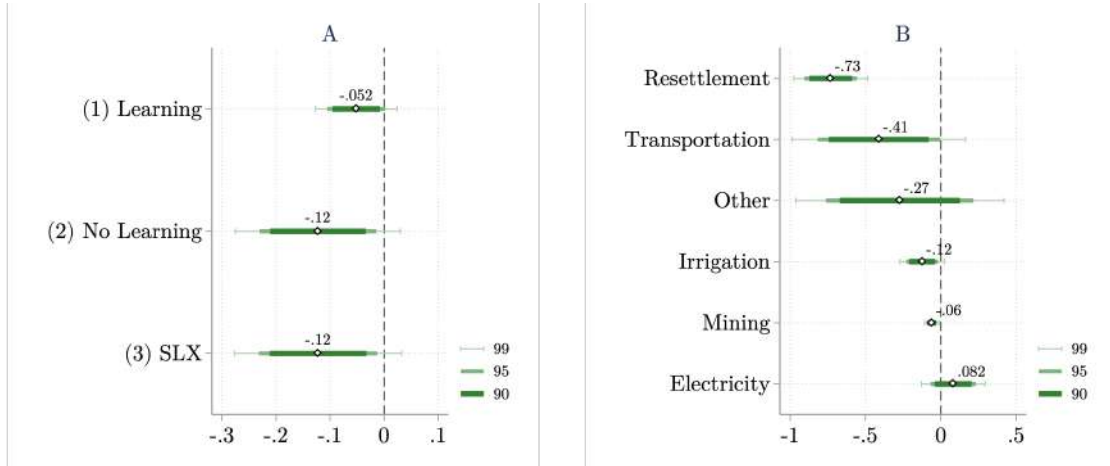 A
(1) Learning
-.052
(2) No Learning
-.12
(3) SLX
-.12
99
95
90
-.3 -.2 -.1 0 .1
B
Resettlement
-.73
Transportation
-.41
Other
-.27
Irrigation
-.12
Mining
-.06
Electricity
.082
99
95
90
-1 -.5 0 .5